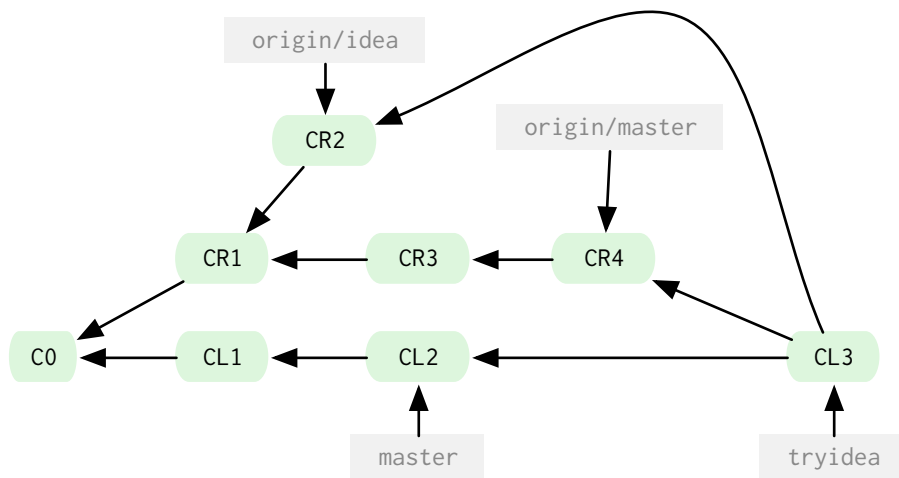 origin/idea
CR2
origin/master
CR1
CR3
CR4
C0
CL1
CL2
CL3
master
tryidea